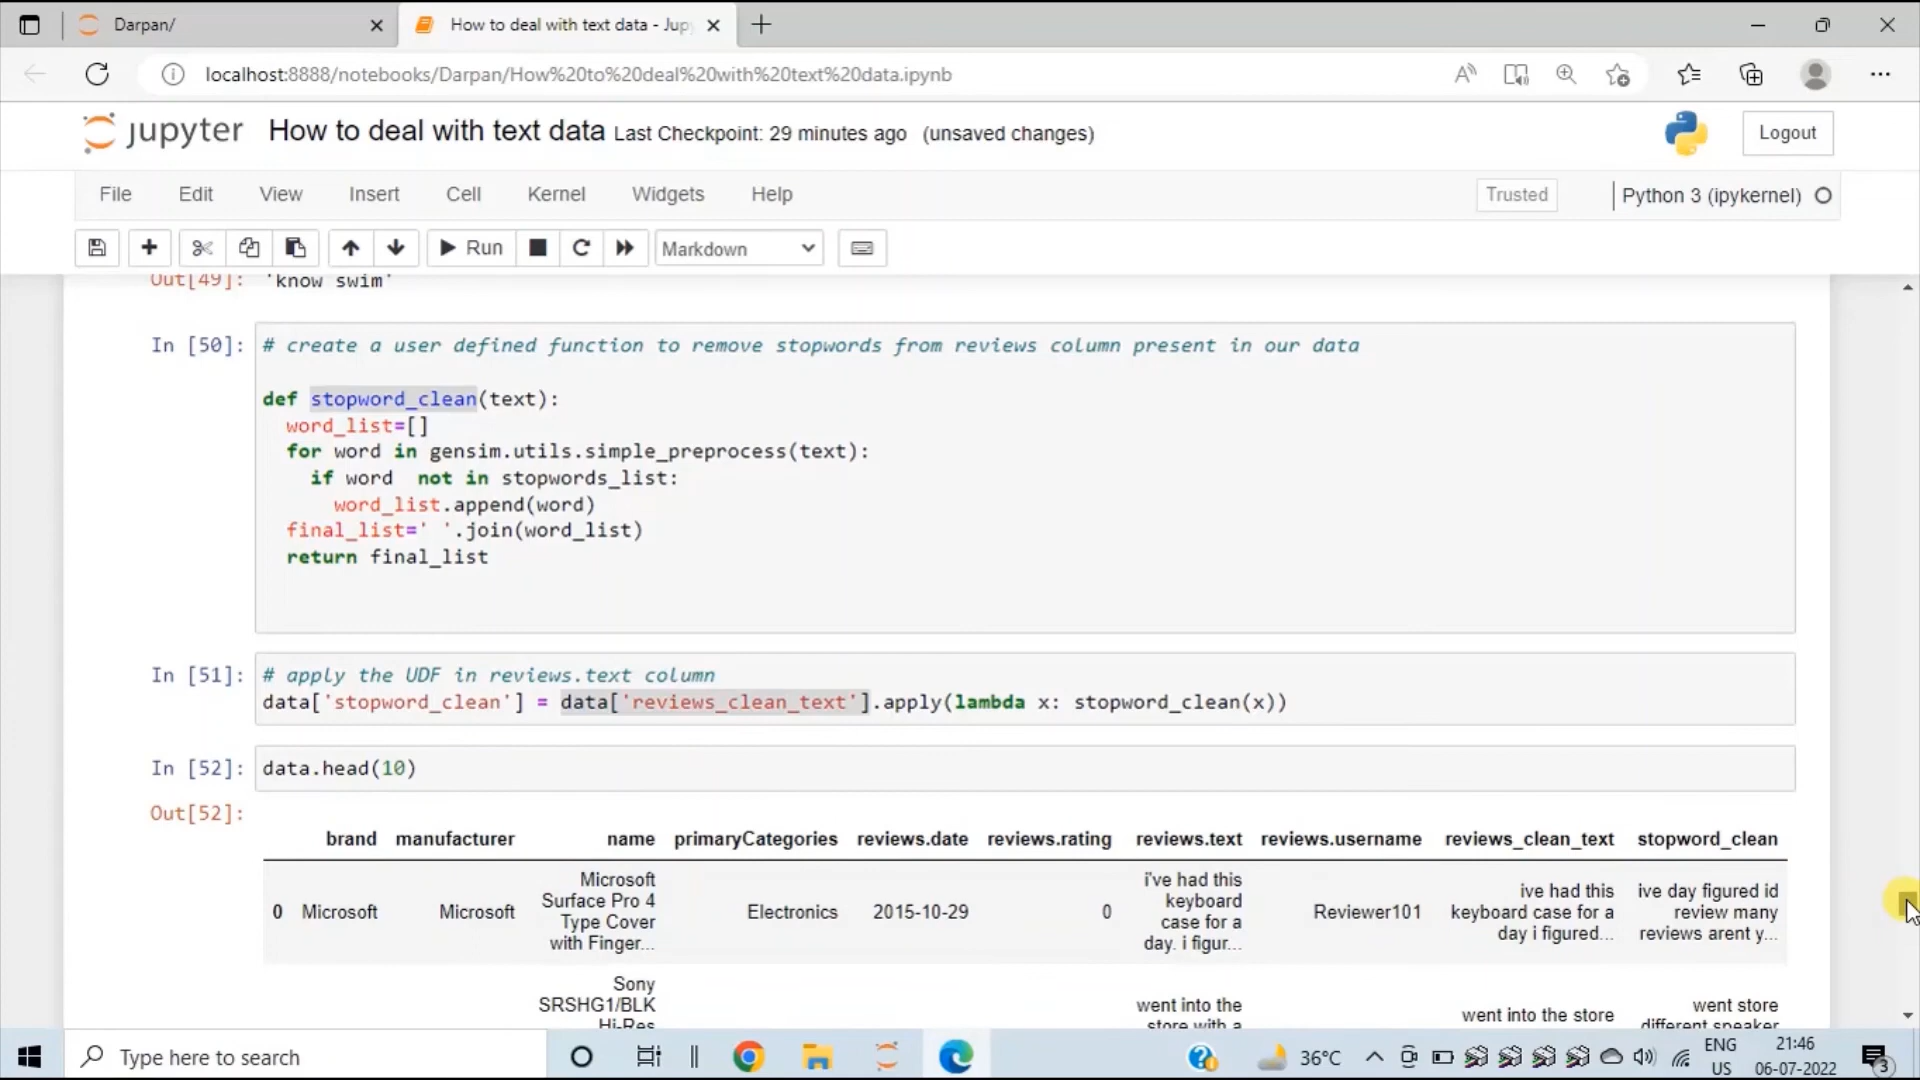 Darpan/
How to deal with text data - Jup
localhost:8888/notebooks/Darpan/How%20to%20deal%20with%20text%20data.ipynb
jupyter How to deal with text data Last Checkpoint: 29 minutes ago (unsaved changes)
Logout
File Edit View Insert Cell Kernel Widgets Help
Trusted Python 3 (ipykernel)
Run Markdown
Out[49]: 'know swim'
In [50]: # create a user defined function to remove stopwords from reviews column present in our data
def stopword_clean(text):
word_list=[]
for word in gensim.utils.simple_preprocess(text):
if word  not in stopwords_list:
word_list.append(word)
final_list=' '.join(word_list)
return final_list
In [51]: # apply the UDF in reviews.text column
data['stopword_clean'] = data['reviews_clean_text'].apply(lambda x: stopword_clean(x))
In [52]: data.head(10)
Out[52]:
brand manufacturer name primaryCategories reviews.date reviews.rating reviews.text reviews.username reviews_clean_text stopword_clean
0 Microsoft Microsoft Microsoft Surface Pro 4 Type Cover with Finger... Electronics 2015-10-29 0 i've had this keyboard case for a day. i figur... Reviewer101 ive had this keyboard case for a day i figured... ive day figured id review many reviews arent y...
Sony SRSHG1/BLK Hi-Res went into the store with a went into the store went store different speaker
Type here to search
36°C
ENG US
21:46
06-07-2022
3